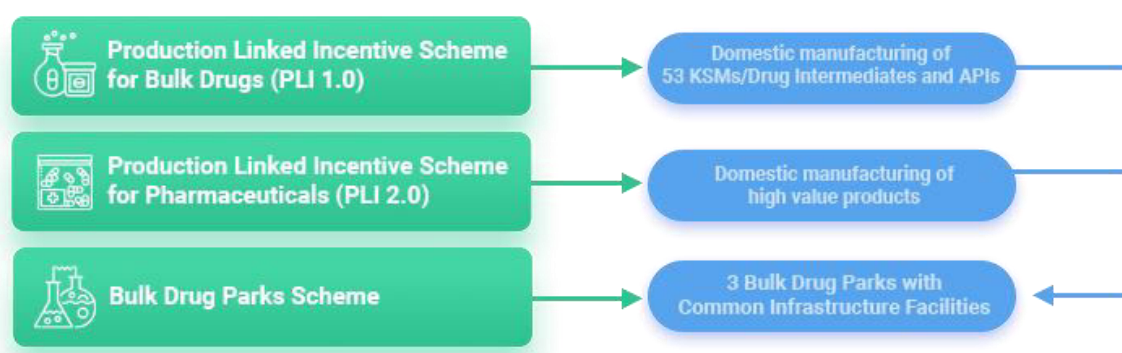 Production Linked Incentive Scheme
for Bulk Drugs (PLI 1.0)
Domestic manufacturing of
53 KSMs/Drug Intermediates and APIs
Production Linked Incentive Scheme
for Pharmaceuticals (PLI 2.0)
Domestic manufacturing of
high value products
Bulk Drug Parks Scheme
3 Bulk Drug Parks with
Common Infrastructure Facilities